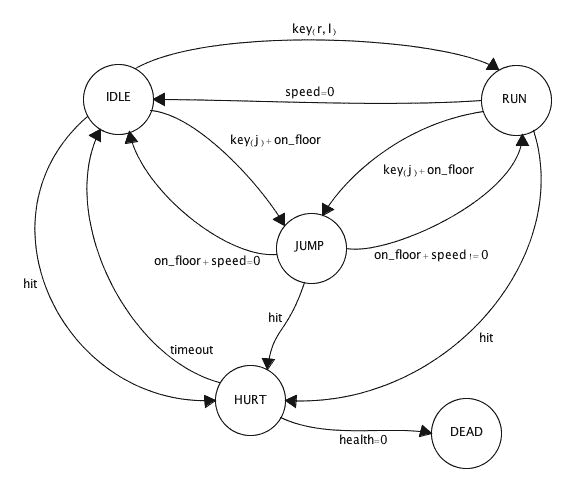 key(r, l)
IDLE
speed=0
RUN
key(j) + on_floor
key(j) + on_floor
JUMP
on_floor + speed=0
on_floor + speed != 0
hit
hit
hit
timeout
HURT
health=0
DEAD